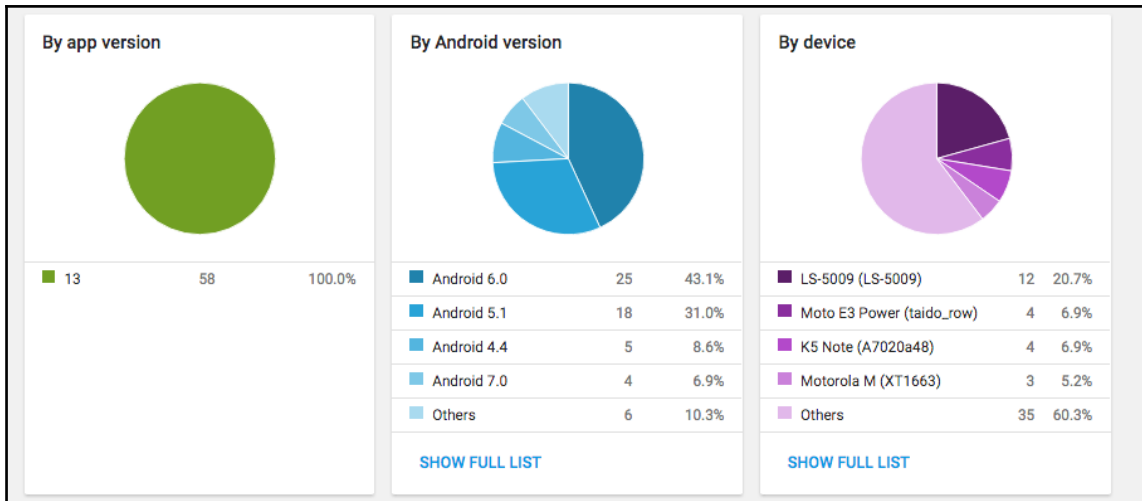 By app version
13 58 100.0%
By Android version
Android 6.0 25 43.1%
Android 5.1 18 31.0%
Android 4.4 5 8.6%
Android 7.0 4 6.9%
Others 6 10.3%
SHOW FULL LIST
By device
LS-5009 (LS-5009) 12 20.7%
Moto E3 Power (taido_row) 4 6.9%
K5 Note (A7020a48) 4 6.9%
Motorola M (XT1663) 3 5.2%
Others 35 60.3%
SHOW FULL LIST